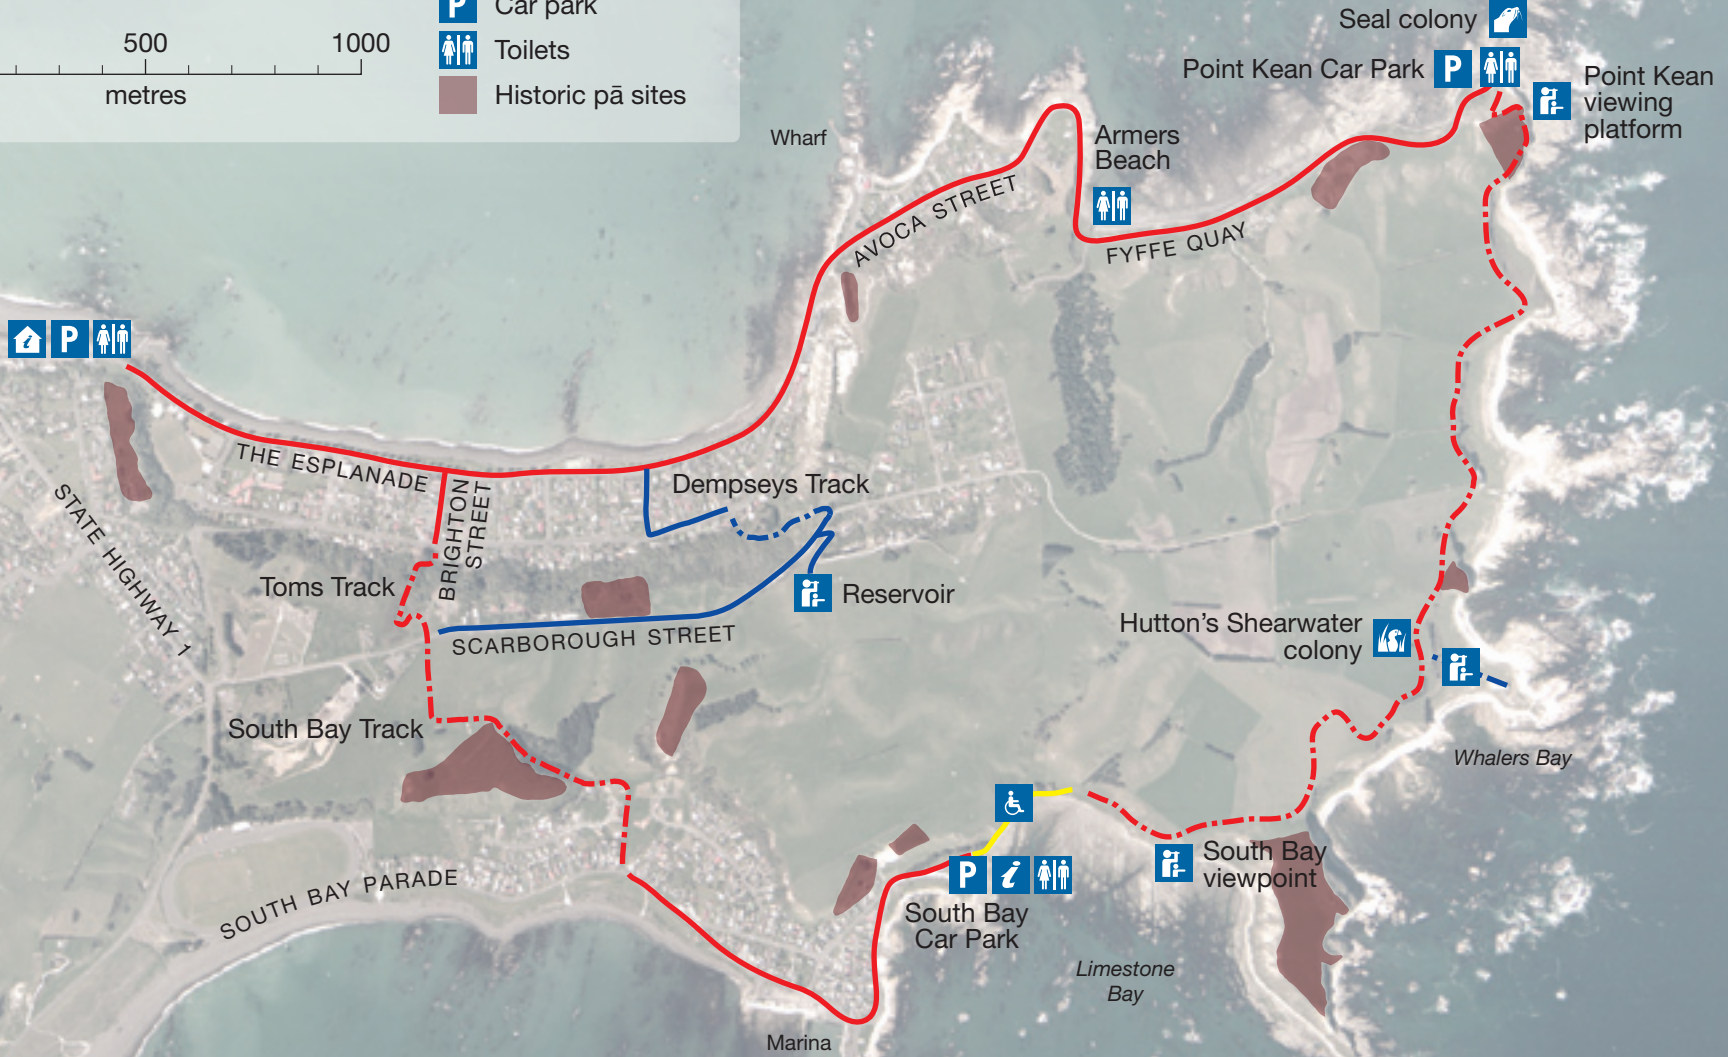 Car park
500
1000
metres
Toilets
Historic pā sites
Seal colony
Point Kean Car Park
Point Kean
viewing
platform
Wharf
Armers
Beach
AVOCA STREET
FYFFE QUAY
THE ESPLANADE
BRIGHTON
STREET
Dempseys Track
STATE HIGHWAY 1
Toms Track
Reservoir
SCARBOROUGH STREET
Hutton's Shearwater
colony
South Bay Track
Whalers Bay
South Bay
viewpoint
SOUTH BAY PARADE
South Bay
Car Park
Limestone
Bay
Marina
P
P
P
P
i
i